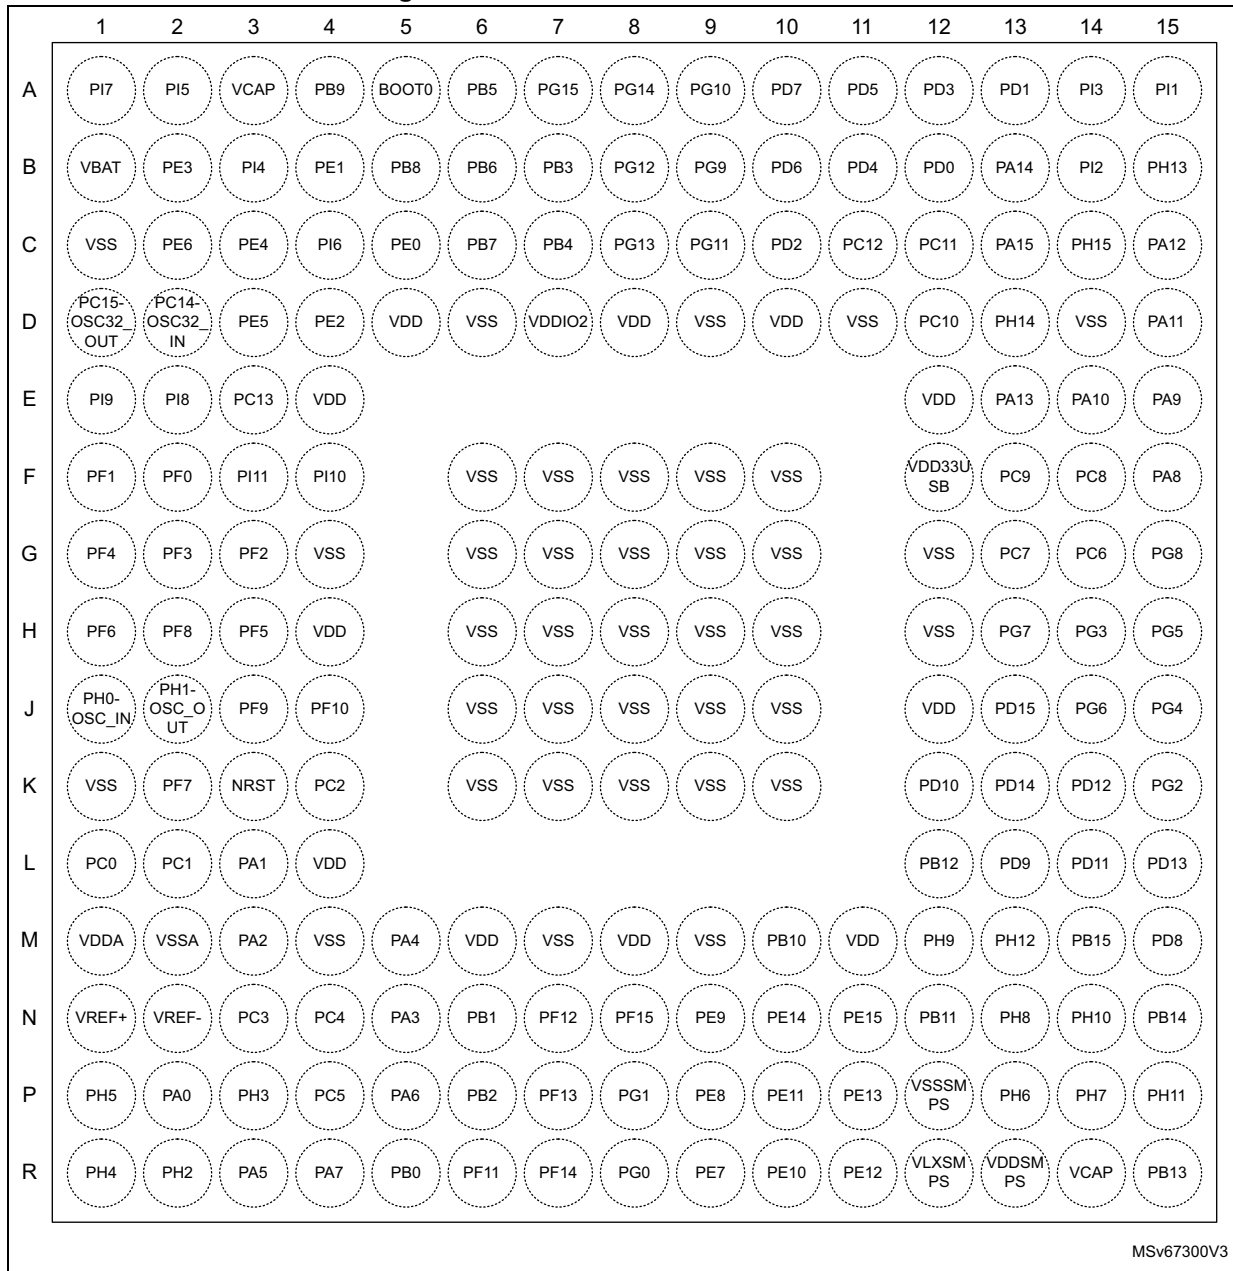 1 2 3 4 5 6 7 8 9 10 11 12 13 14 15
A PI7 PI5 VCAP PB9 BOOT0 PB5 PG15 PG14 PG10 PD7 PD5 PD3 PD1 PI3 PI1
B VBAT PE3 PI4 PE1 PB8 PB6 PB3 PG12 PG9 PD6 PD4 PD0 PA14 PI2 PH13
C VSS PE6 PE4 PI6 PE0 PB7 PB4 PG13 PG11 PD2 PC12 PC11 PA15 PH15 PA12
D PC15-OSC32_OUT PC14-OSC32_IN PE5 PE2 VDD VSS VDDIO2 VDD VSS VDD VSS PC10 PH14 VSS PA11
E PI9 PI8 PC13 VDD VDD PA13 PA10 PA9
F PF1 PF0 PI11 PI10 VSS VSS VSS VSS VSS VDD33USB PC9 PC8 PA8
G PF4 PF3 PF2 VSS VSS VSS VSS VSS VSS VSS PC7 PC6 PG8
H PF6 PF8 PF5 VDD VSS VSS VSS VSS VSS VSS PG7 PG3 PG5
J PH0-OSC_IN PH1-OSC_OUT PF9 PF10 VSS VSS VSS VSS VSS VDD PD15 PG6 PG4
K VSS PF7 NRST PC2 VSS VSS VSS VSS VSS PD10 PD14 PD12 PG2
L PC0 PC1 PA1 VDD PB12 PD9 PD11 PD13
M VDDA VSSA PA2 VSS PA4 VDD VSS VDD VSS PB10 VDD PH9 PH12 PB15 PD8
N VREF+ VREF- PC3 PC4 PA3 PB1 PF12 PF15 PE9 PE14 PE15 PB11 PH8 PH10 PB14
P PH5 PA0 PH3 PC5 PA6 PB2 PF13 PG1 PE8 PE11 PE13 VSSSMPS PH6 PH7 PH11
R PH4 PH2 PA5 PA7 PB0 PF11 PF14 PG0 PE7 PE10 PE12 VLXSMPS VDDSMPS VCAP PB13
MSv67300V3